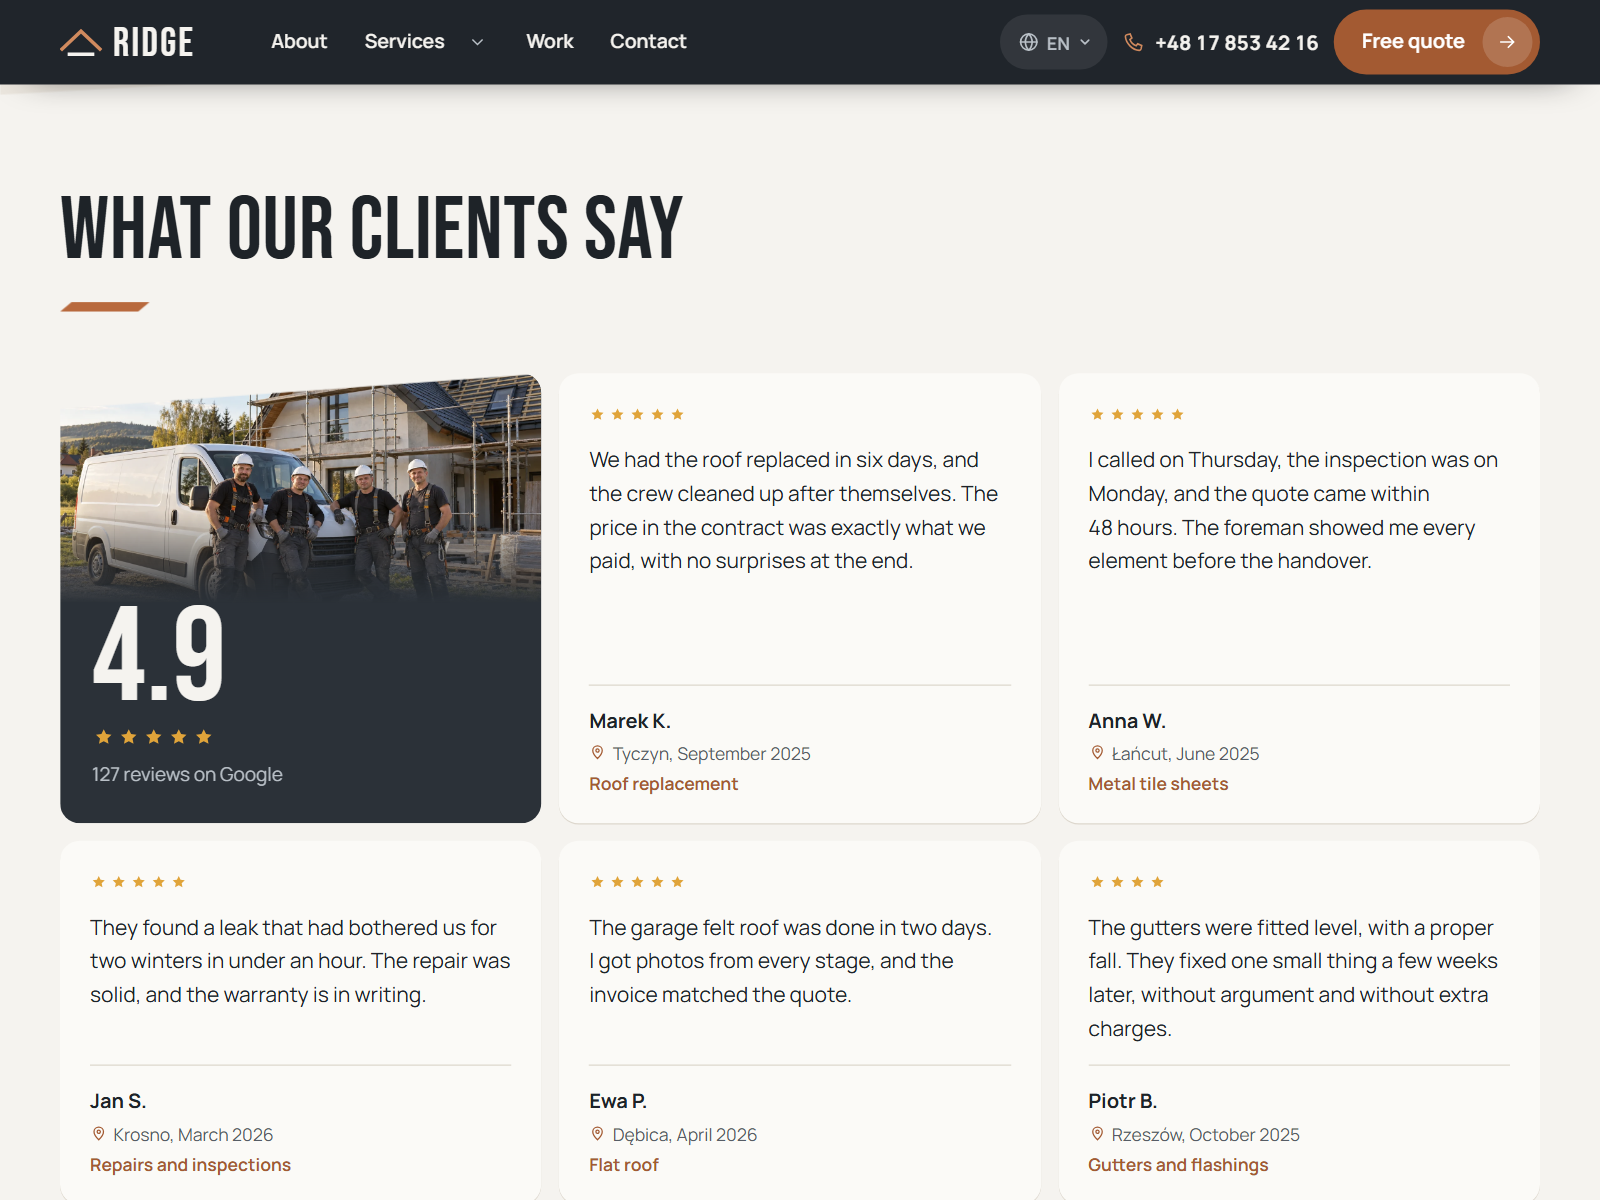 RIDGE
About
Services
Work
Contact
EN
+48 17 853 42 16
Free quote
WHAT OUR CLIENTS SAY
4.9
127 reviews on Google
We had the roof replaced in six days, and
the crew cleaned up after themselves. The
price in the contract was exactly what we
paid, with no surprises at the end.
Marek K.
Tyczyn, September 2025
Roof replacement
I called on Thursday, the inspection was on
Monday, and the quote came within
48 hours. The foreman showed me every
element before the handover.
Anna W.
Łańcut, June 2025
Metal tile sheets
They found a leak that had bothered us for
two winters in under an hour. The repair was
solid, and the warranty is in writing.
Jan S.
Krosno, March 2026
Repairs and inspections
The garage felt roof was done in two days.
I got photos from every stage, and the
invoice matched the quote.
Ewa P.
Dębica, April 2026
Flat roof
The gutters were fitted level, with a proper
fall. They fixed one small thing a few weeks
later, without argument and without extra
charges.
Piotr B.
Rzeszów, October 2025
Gutters and flashings